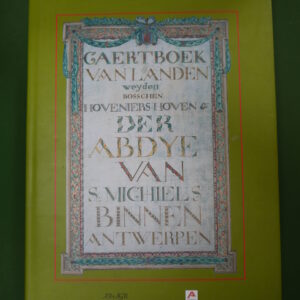 CAERTBOEK
VAN LANDEN
weyden
BOSSCHEN
HOVENIERS-HOVEN &
DER
ABDYE
VAN
S. MICHIELS
BINNEN
ANTWERPEN